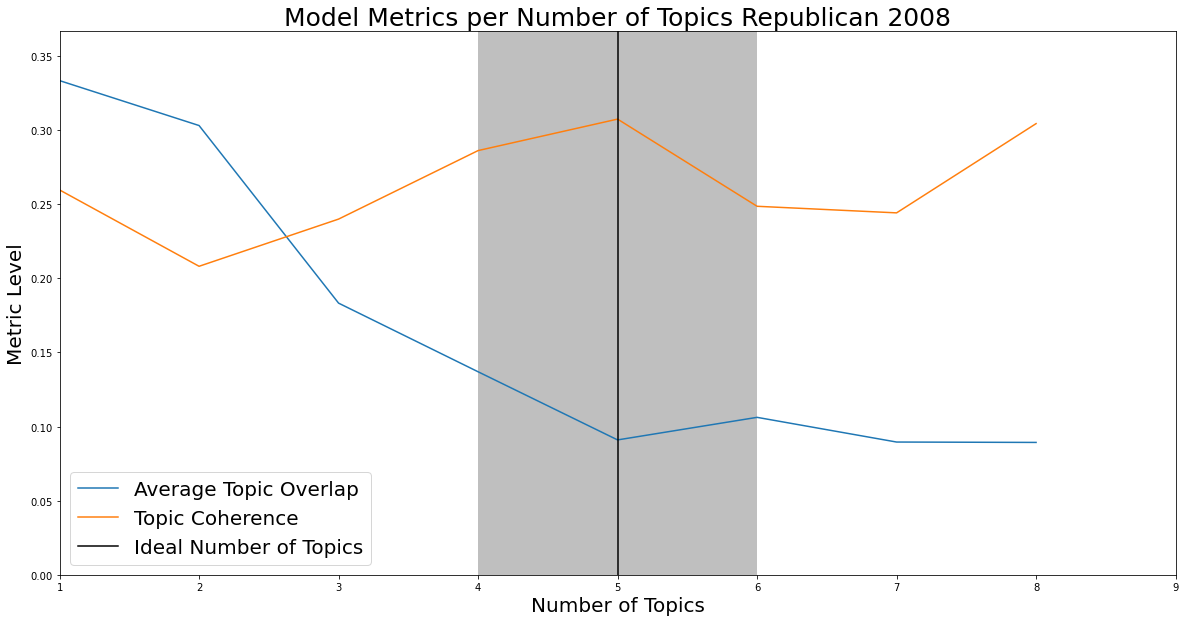 Model Metrics per Number of Topics Republican 2008
Metric Level
0.35
0.30
0.25
0.20
0.15
0.10
0.05
0.00
Average Topic Overlap
Topic Coherence
Ideal Number of Topics
1 2 3 4 5 6 7 8 9
Number of Topics